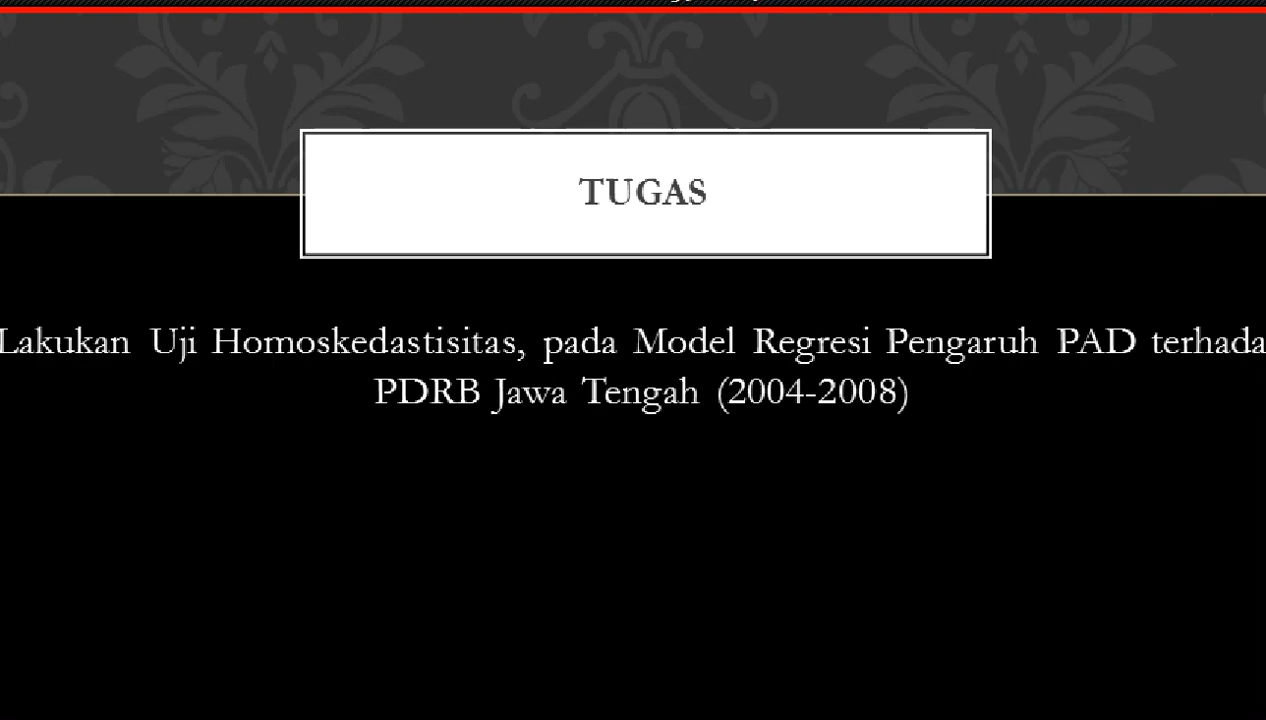 TUGAS
Lakukan Uji Homoskedastisitas, pada Model Regresi Pengaruh PAD terhada
PDRB Jawa Tengah (2004-2008)